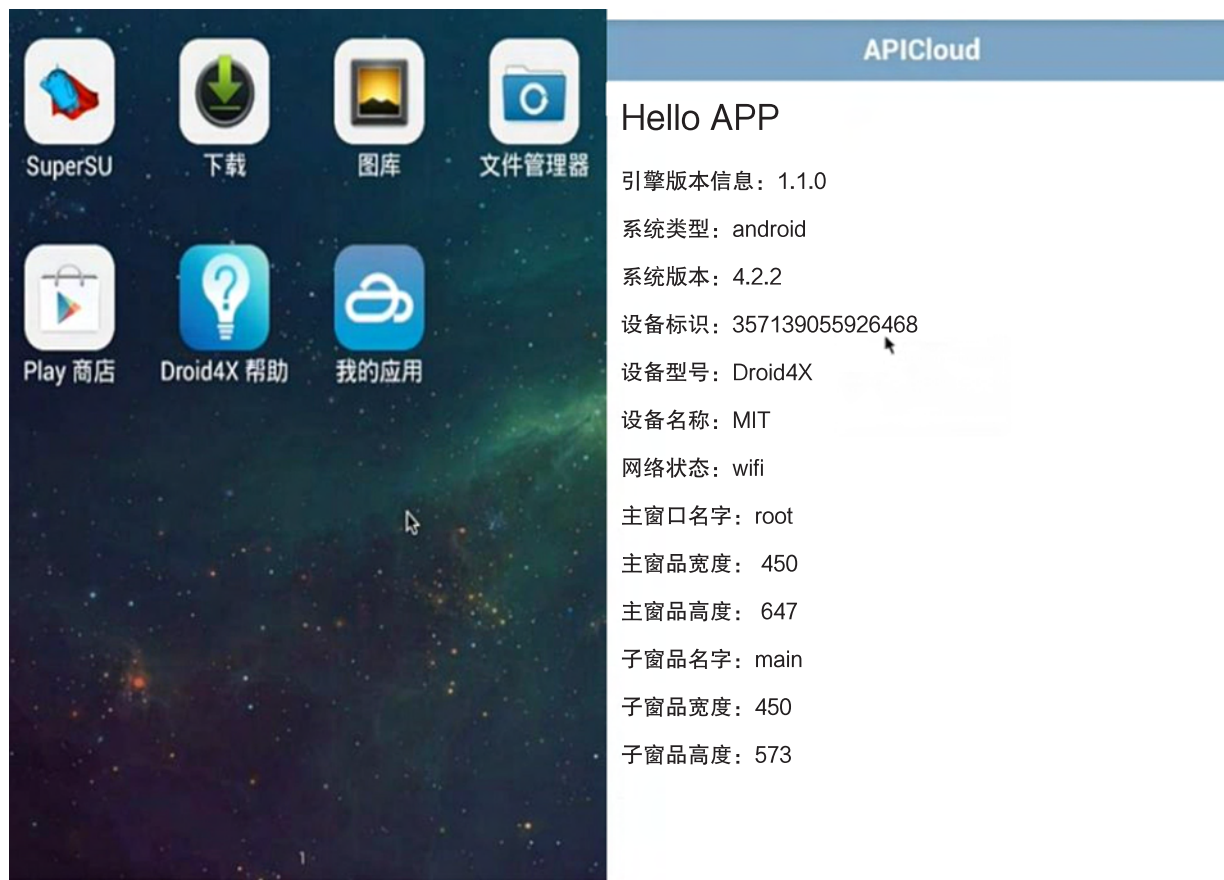 SuperSU
下载
图库
文件管理器
Play 商店
Droid4X 帮助
我的应用
1
APICloud
Hello APP
引擎版本信息：1.1.0
系统类型：android
系统版本：4.2.2
设备标识：357139055926468
设备型号：Droid4X
设备名称：MIT
网络状态：wifi
主窗口名字：root
主窗品宽度： 450
主窗品高度： 647
子窗品名字：main
子窗品宽度：450
子窗品高度：573